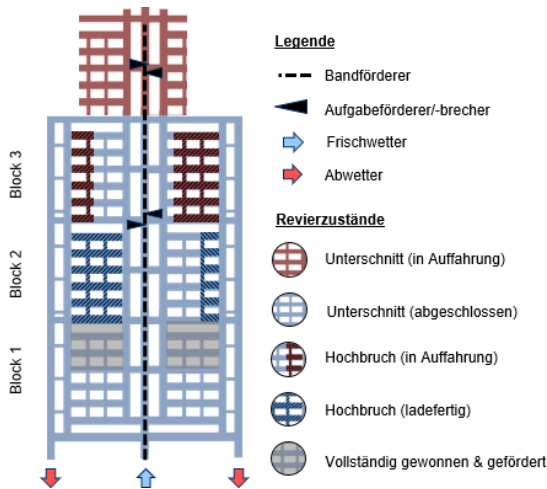 Legende
Bandförderer
Aufgabeförderer/-brecher
Frischwetter
Abwetter
Revierzustände
Unterschnitt (in Auffahrung)
Unterschnitt (abgeschlossen)
Hochbruch (in Auffahrung)
Hochbruch (ladefertig)
Vollständig gewonnen & gefördert
Block 3
Block 2
Block 1